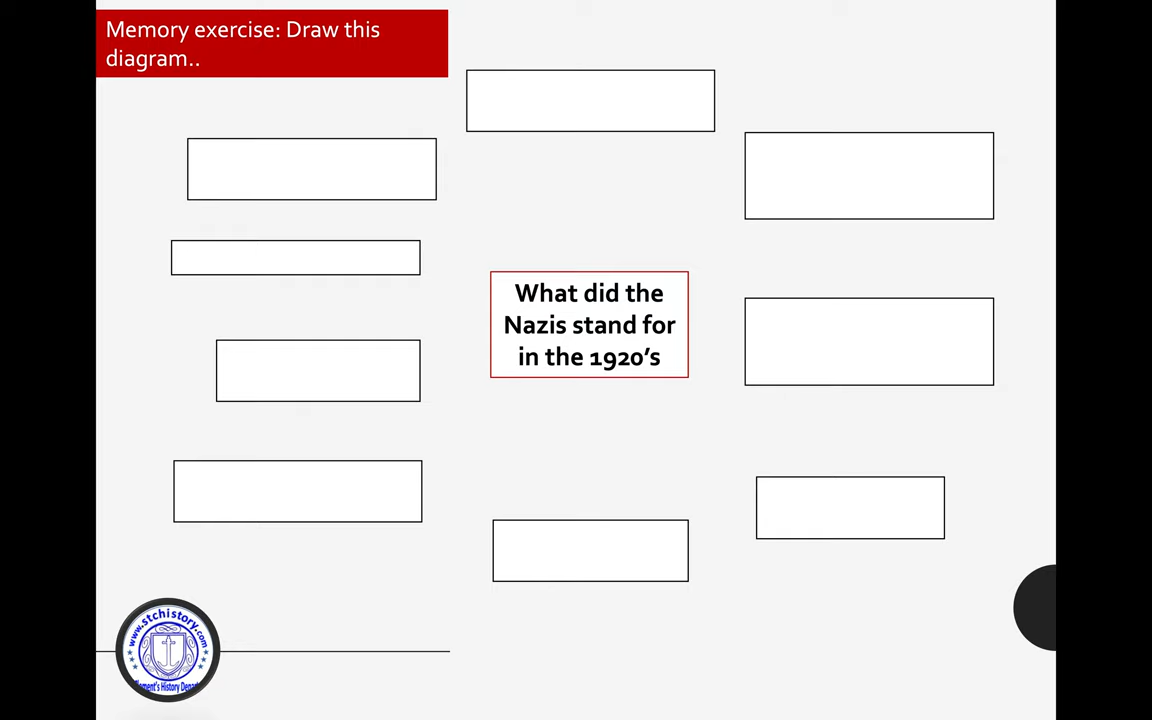 Memory exercise: Draw this
diagram..
What did the
Nazis stand for
in the 1920's
www.stchistory.com